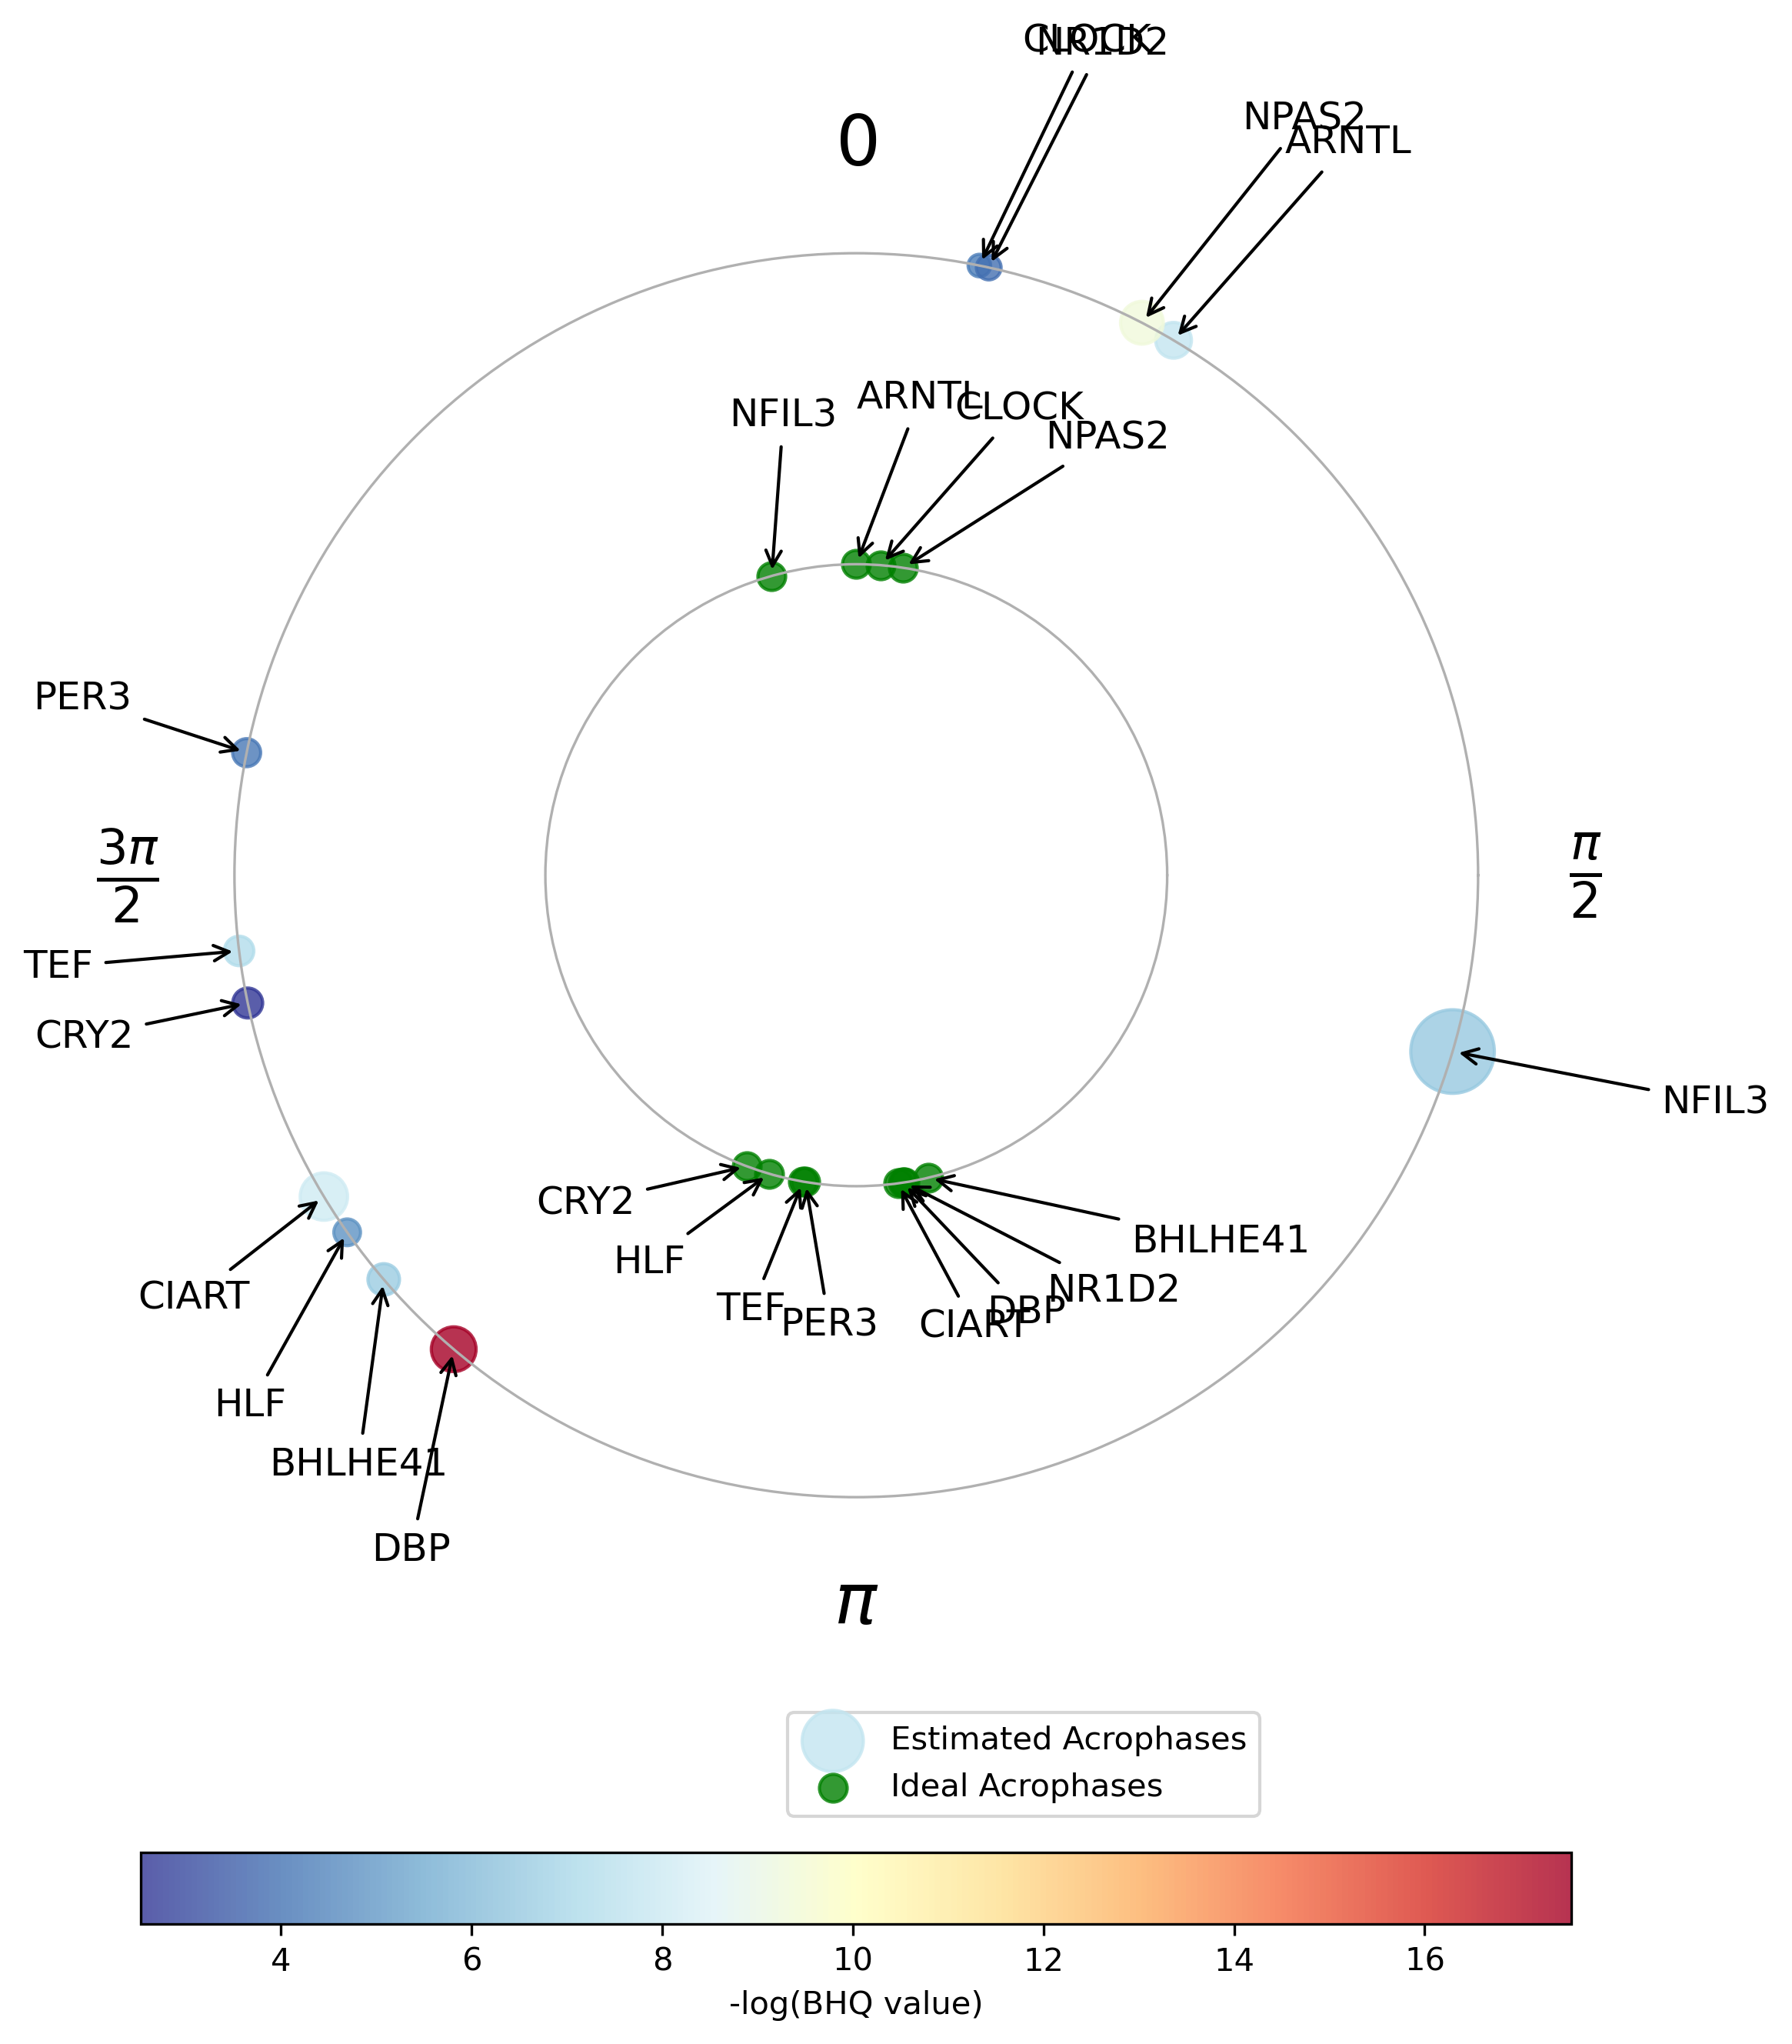 CLOCK
NR1D2
0
NPAS2
ARNTL
NFIL3
ARNTL
CLOCK
NPAS2
PER3
3π
2
π
2
TEF
CRY2
NFIL3
CRY2
HLF
TEF
PER3
CIART
DBP
NR1D2
BHLHE41
CIART
HLF
BHLHE41
DBP
π
Estimated Acrophases
Ideal Acrophases
4 6 8 10 12 14 16
-log(BHQ value)